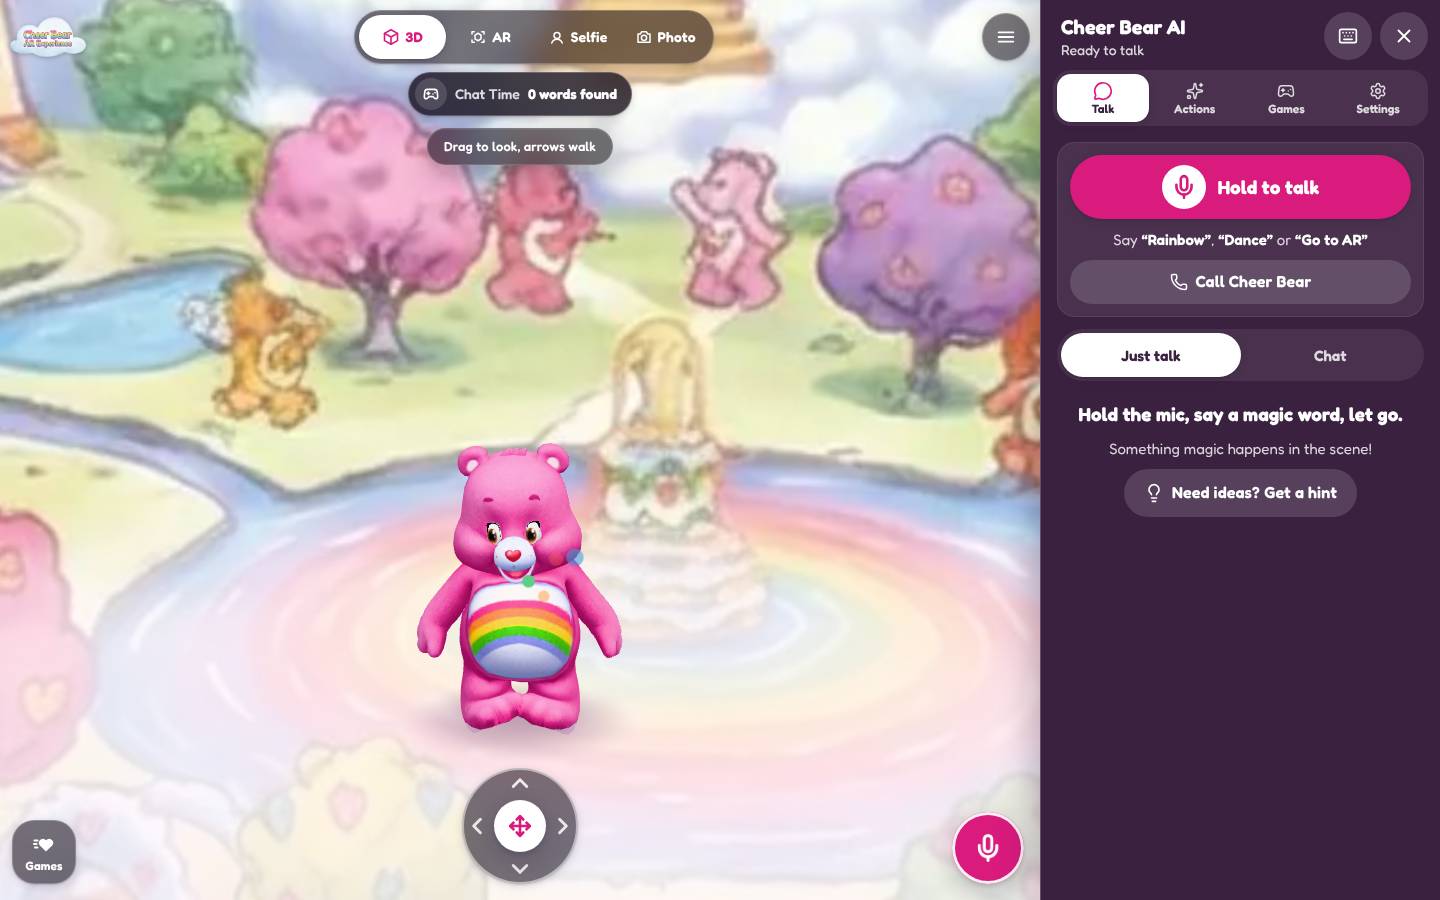 Cheer Bear
AR Experience
3D
AR
Selfie
Photo
Chat Time 0 words found
Drag to look, arrows walk
Games
Cheer Bear AI
Ready to talk
Talk
Actions
Games
Settings
Hold to talk
Say “Rainbow”, “Dance” or “Go to AR”
Call Cheer Bear
Just talk
Chat
Hold the mic, say a magic word, let go.
Something magic happens in the scene!
Need ideas? Get a hint